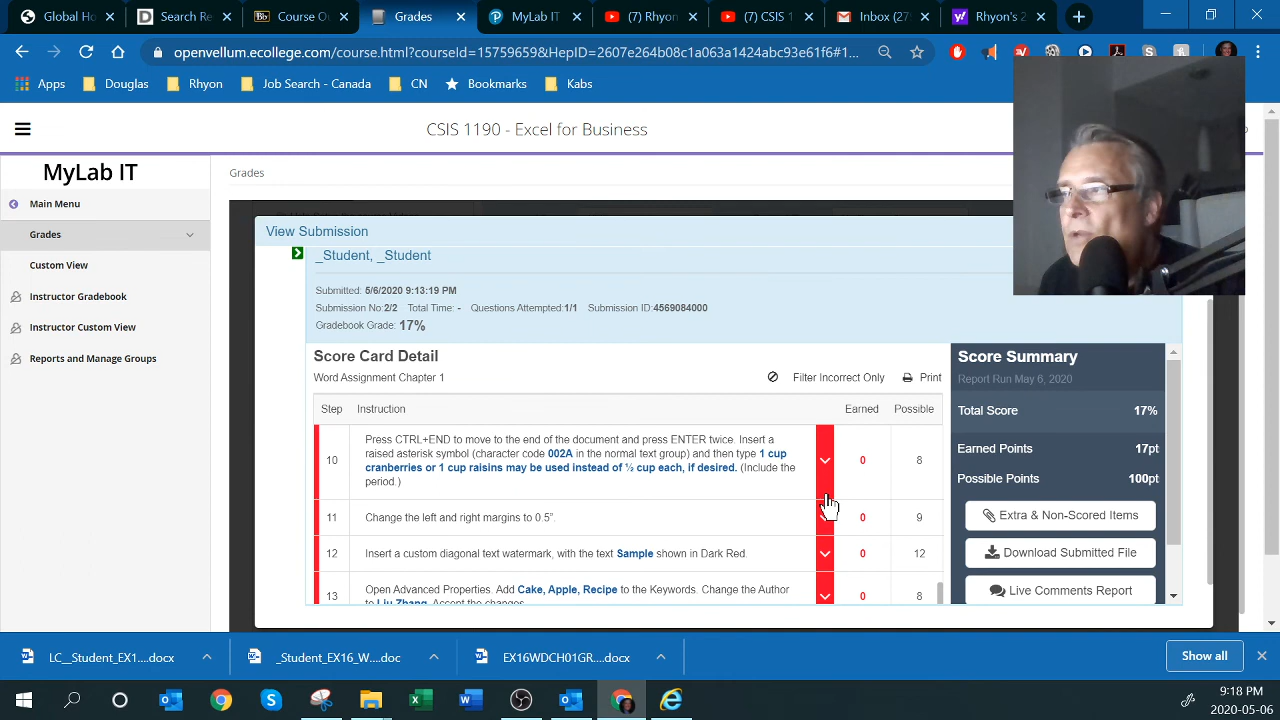 Global Ho
Search Re
Course Ou
Grades
MyLab IT
(7) Rhyon
(7) CSIS 1
Inbox (27
Rhyon's 2
openvellum.ecollege.com/course.html?courseId=15759659&HepID=2607e264b08c1a063a1424abc93e61f6#1...
Apps
Douglas
Rhyon
Job Search - Canada
CN
Bookmarks
Kabs
CSIS 1190 - Excel for Business
MyLab IT
Main Menu
Grades
Custom View
Instructor Gradebook
Instructor Custom View
Reports and Manage Groups
Grades
View Submission
_Student, _Student
Submitted: 5/6/2020 9:13:19 PM
Submission No:2/2 Total Time: - Questions Attempted:1/1 Submission ID:4569084000
Gradebook Grade: 17%
Score Card Detail
Word Assignment Chapter 1
Filter Incorrect Only
Print
Step Instruction Earned Possible
10 Press CTRL+END to move to the end of the document and press ENTER twice. Insert a
raised asterisk symbol (character code 002A in the normal text group) and then type 1 cup
cranberries or 1 cup raisins may be used instead of ½ cup each, if desired. (Include the
period.)
0 8
11 Change the left and right margins to 0.5". 0 9
12 Insert a custom diagonal text watermark, with the text Sample shown in Dark Red. 0 12
13 Open Advanced Properties. Add Cake, Apple, Recipe to the Keywords. Change the Author
to Liu Zhang. Accept the changes.
0 8
Score Summary
Report Run May 6, 2020
Total Score 17%
Earned Points 17pt
Possible Points 100pt
Extra & Non-Scored Items
Download Submitted File
Live Comments Report
LC__Student_EX1....docx
_Student_EX16_W....doc
EX16WDCH01GR....docx
Show all
9:18 PM
2020-05-06